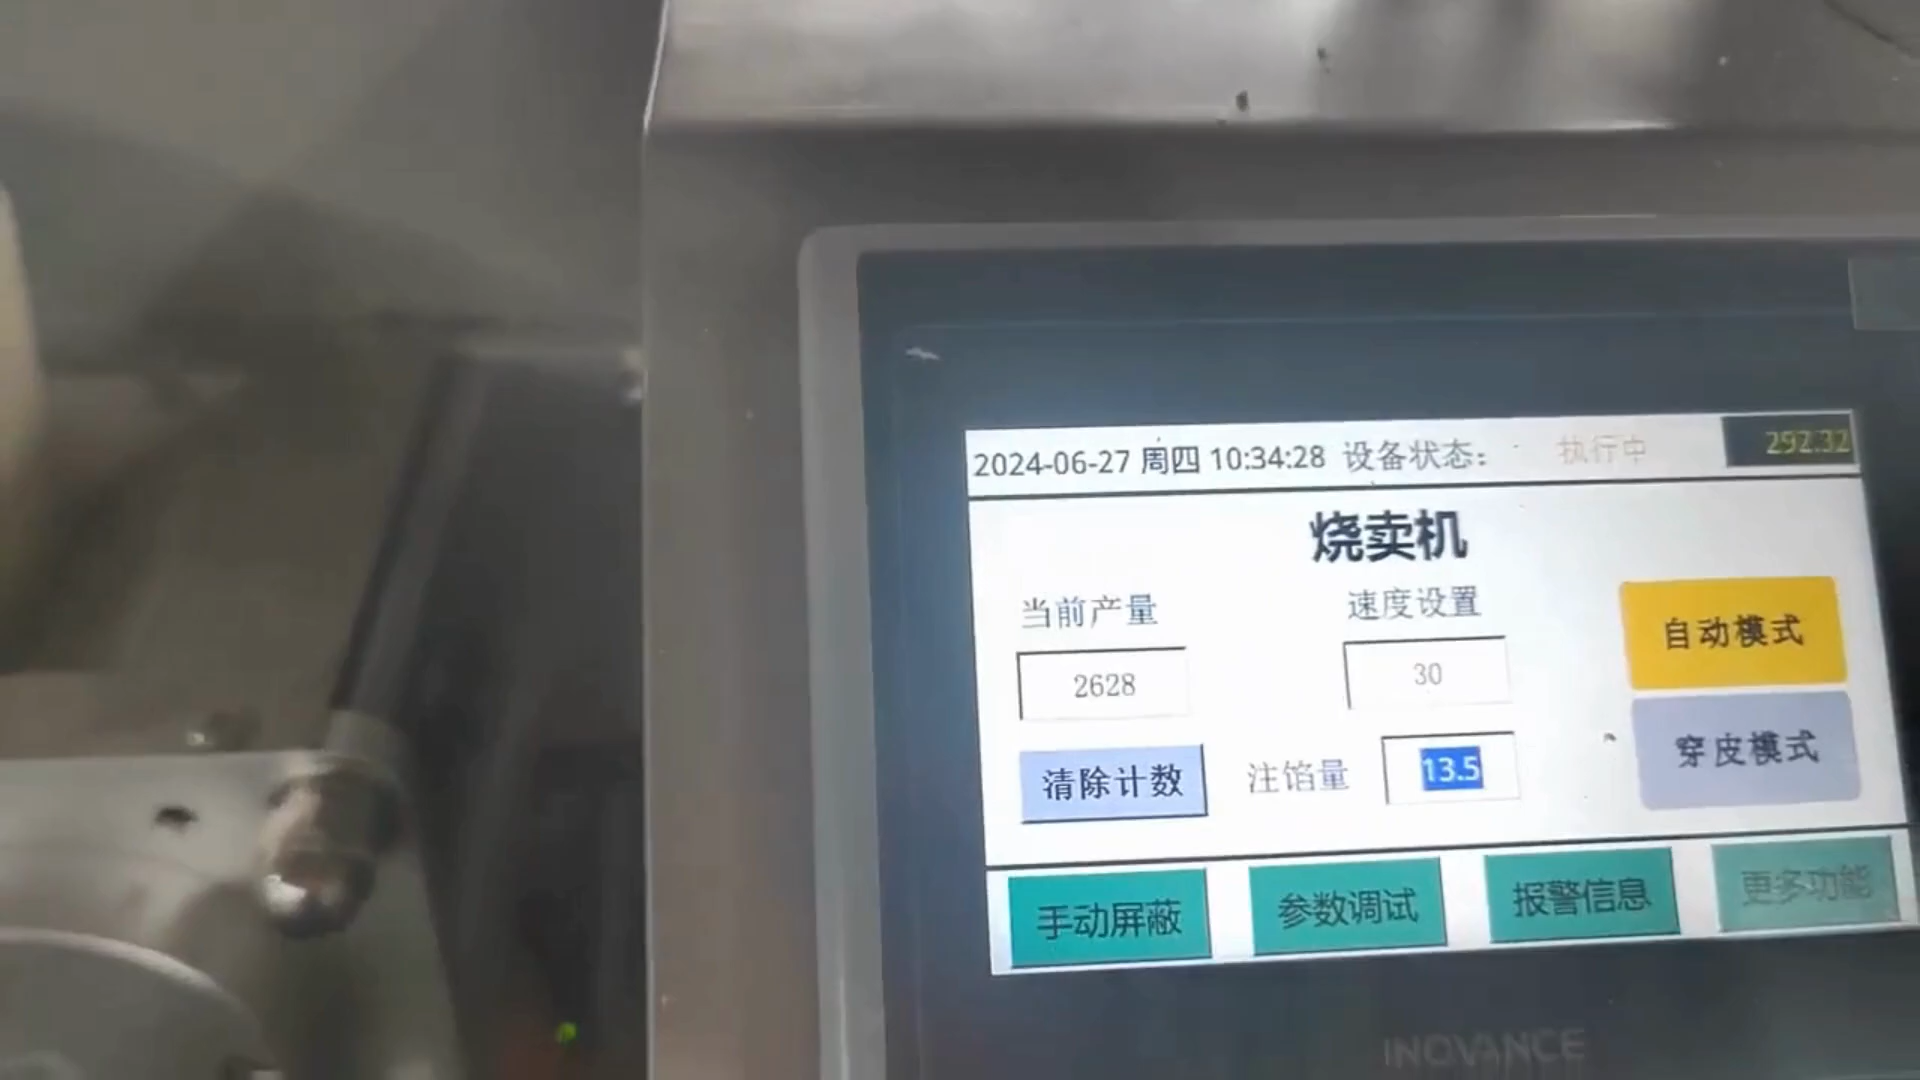 2024-06-27 周四 10:34:28 设备状态: 执行中 292.32
烧卖机
当前产量 速度设置
2628 30
自动模式
清除计数 注馅量 13.5
穿皮模式
手动屏蔽 参数调试 报警信息 更多功能
INOVANCE